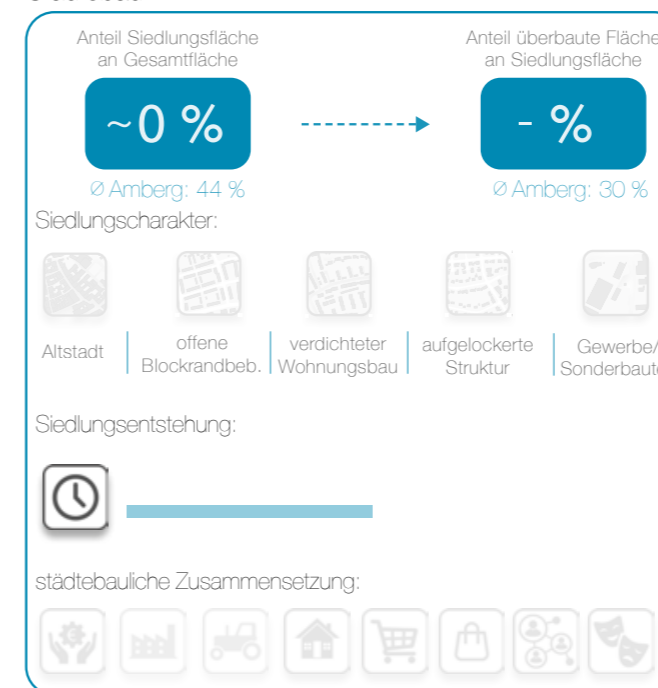 Anteil Siedlungsfläche
an Gesamtfläche
~0 %
Ø Amberg: 44 %
Anteil überbaute Fläche
an Siedlungsfläche
- %
Ø Amberg: 30 %
Siedlungscharakter:
Altstadt
offene
Blockrandbeb.
verdichteter
Wohnungsbau
aufgelockerte
Struktur
Gewerbe/
Siedlungsentstehung:
städtebauliche Zusammensetzung: